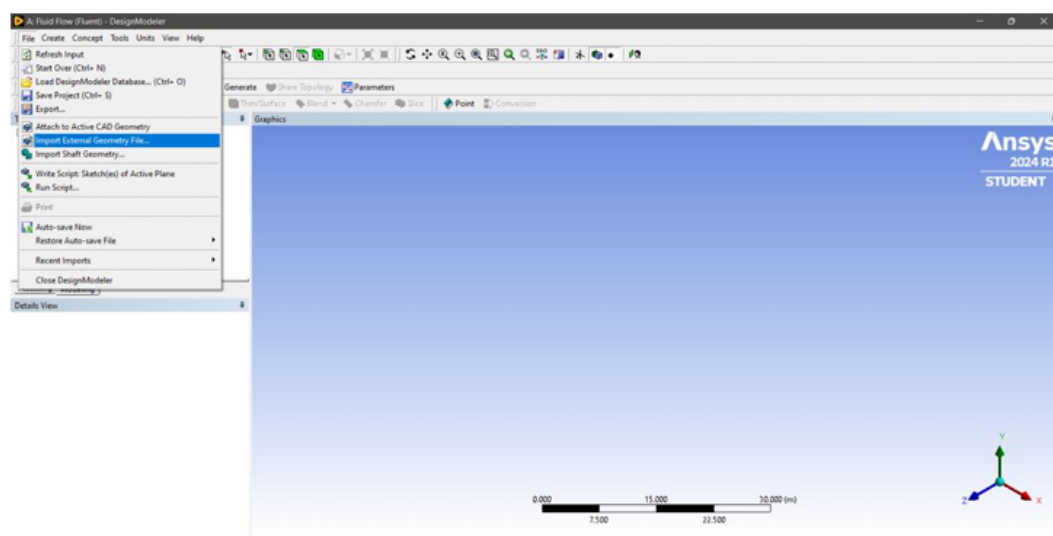 A: Fluid Flow (Fluent) - DesignModeler
File Create Concept Tools Units View Help
Refresh Input
Start Over (Ctrl+ N)
Load DesignModeler Database... (Ctrl+ O)
Save Project (Ctrl+ S)
Generate Share Topology Parameters
Export...
Thin/Surface Blend Chamfer Slice Point Conversion
Graphics
Attach to Active CAD Geometry
Import External Geometry File...
Import Shaft Geometry...
Write Script: Sketch(es) of Active Plane
Run Script...
Print
Auto-save Now
Restore Auto-save File
Recent Imports
Close DesignModeler
Details View
Ansys
2024 R1
STUDENT
Y
Z X
0.000 15.000 30.000 (m)
7.500 22.500